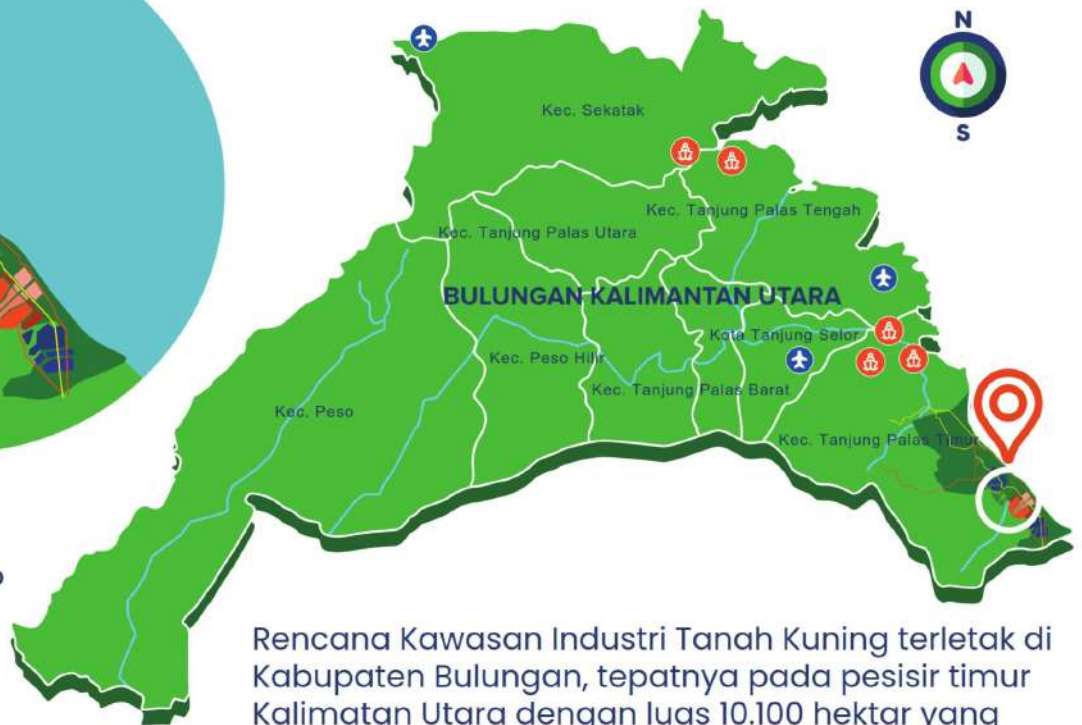 N
S
Kec. Sekatak
Kec. Tanjung Palas Tengah
Kec. Tanjung Palas Utara
BULUNGAN KALIMANTAN UTARA
Kota Tanjung Selor
Kec. Peso Hilir
Kec. Tanjung Palas Barat
Kec. Peso
Kec. Tanjung Palas Timur
Rencana Kawasan Industri Tanah Kuning terletak di
Kabupaten Bulungan, tepatnya pada pesisir timur
Kalimatan Utara dengan luas 10.100 hektar yang